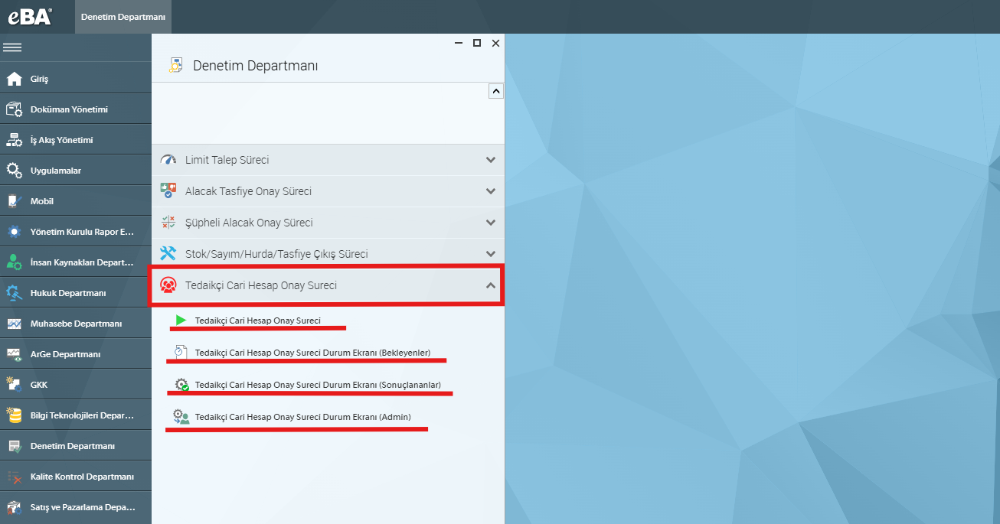 eBA
Denetim Departmanı
Giriş
Doküman Yönetimi
İş Akış Yönetimi
Uygulamalar
Mobil
Yönetim Kurulu Rapor E...
İnsan Kaynakları Depart...
Hukuk Departmanı
Muhasebe Departmanı
ArGe Departmanı
GKK
Bilgi Teknolojileri Depar...
Denetim Departmanı
Kalite Kontrol Departmanı
Satış ve Pazarlama Depa...
Denetim Departmanı
Limit Talep Süreci
Alacak Tasfiye Onay Süreci
Şüpheli Alacak Onay Süreci
Stok/Sayım/Hurda/Tasfiye Çıkış Süreci
Tedaikçi Cari Hesap Onay Sureci
Tedaikçi Cari Hesap Onay Sureci
Tedaikçi Cari Hesap Onay Sureci Durum Ekranı (Bekleyenler)
Tedaikçi Cari Hesap Onay Sureci Durum Ekranı (Sonuçlananlar)
Tedaikçi Cari Hesap Onay Sureci Durum Ekranı (Admin)